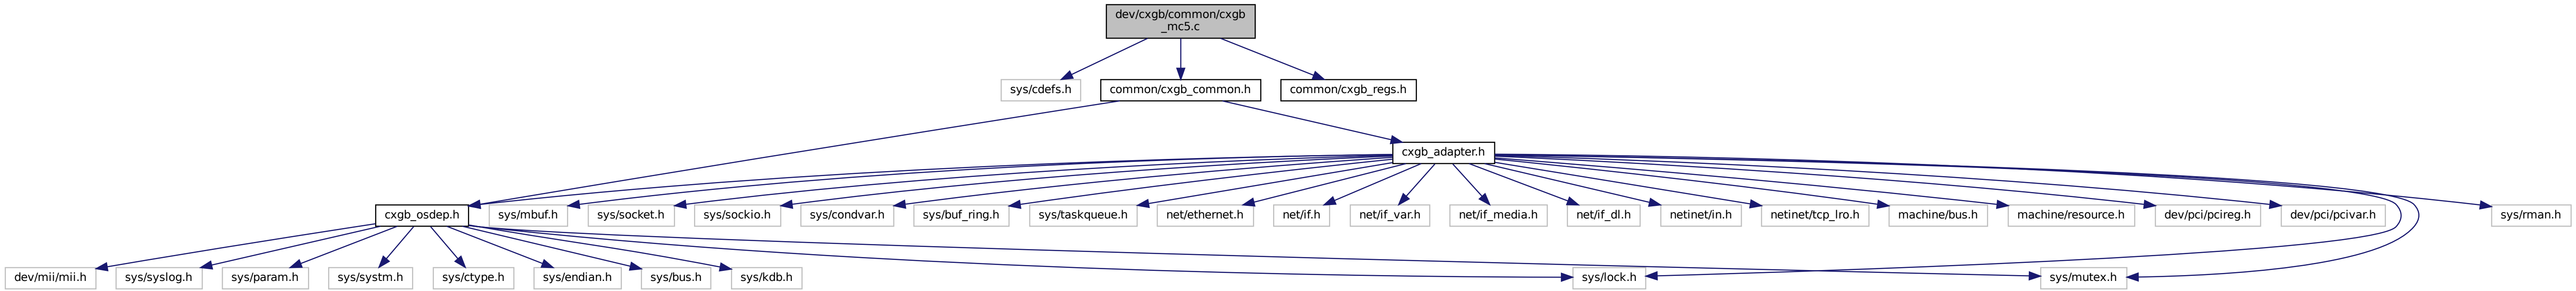 dev/cxgb/common/cxgb
_mc5.c
sys/cdefs.h
common/cxgb_common.h
common/cxgb_regs.h
cxgb_adapter.h
cxgb_osdep.h
sys/mbuf.h
sys/socket.h
sys/sockio.h
sys/condvar.h
sys/buf_ring.h
sys/taskqueue.h
net/ethernet.h
net/if.h
net/if_var.h
net/if_media.h
net/if_dl.h
netinet/in.h
netinet/tcp_lro.h
machine/bus.h
machine/resource.h
dev/pci/pcireg.h
dev/pci/pcivar.h
sys/rman.h
dev/mii/mii.h
sys/syslog.h
sys/param.h
sys/systm.h
sys/ctype.h
sys/endian.h
sys/bus.h
sys/kdb.h
sys/lock.h
sys/mutex.h